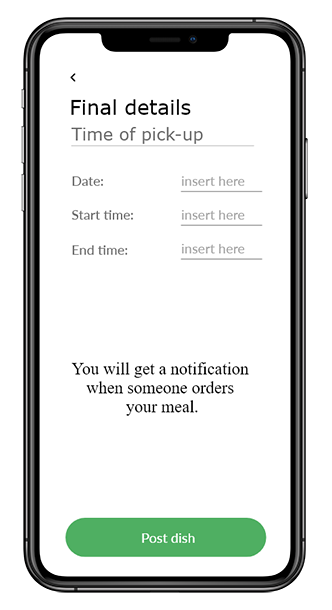 Final details
Time of pick-up
Date: insert here
Start time: insert here
End time: insert here
You will get a notification
when someone orders
your meal.
Post dish